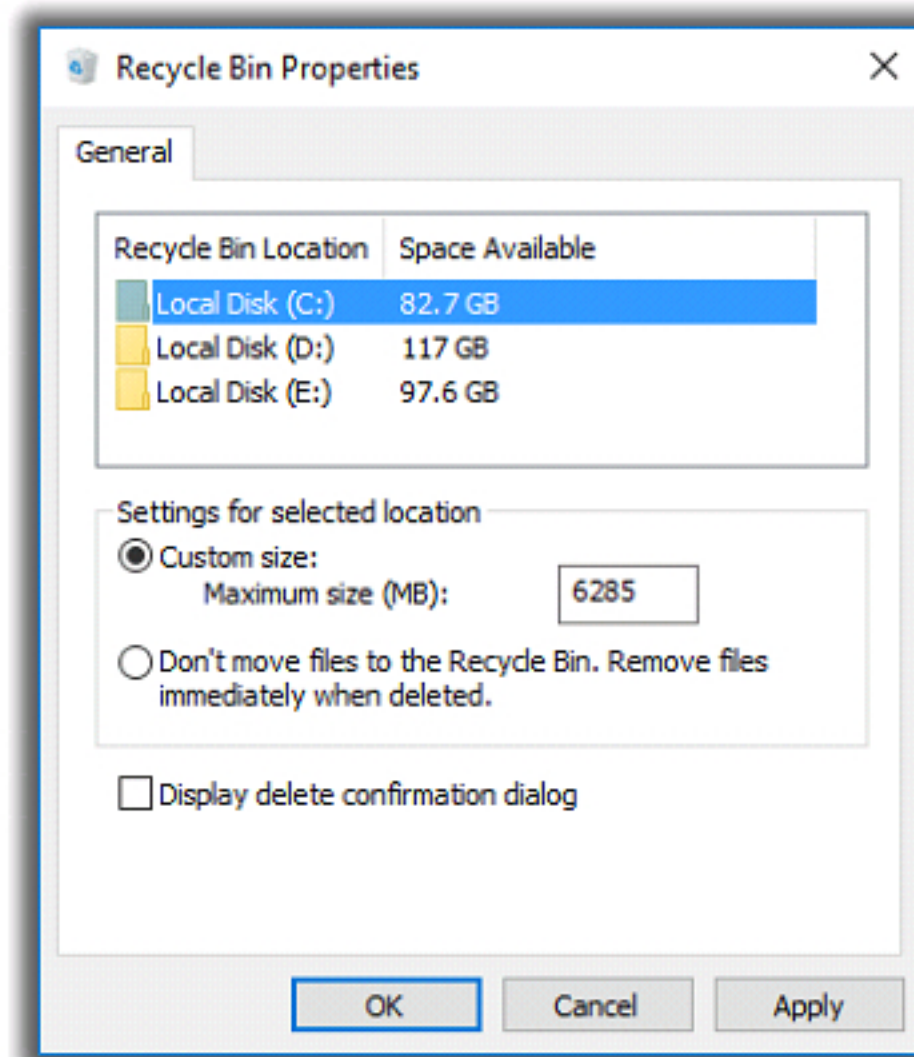 Recycle Bin Properties
General
Recycle Bin Location Space Available
Local Disk (C:) 82.7 GB
Local Disk (D:) 117 GB
Local Disk (E:) 97.6 GB
Settings for selected location
Custom size:
Maximum size (MB): 6285
Don't move files to the Recycle Bin. Remove files
immediately when deleted.
Display delete confirmation dialog
OK Cancel Apply